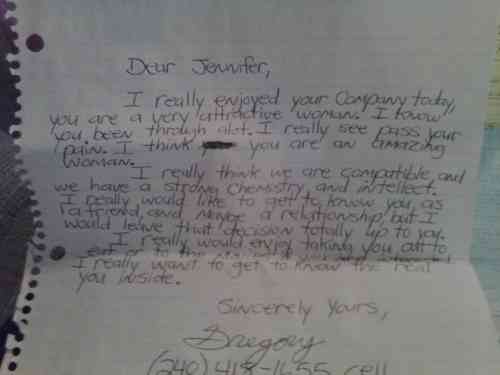 Dear Jennifer,
I really enjoyed your Company today,
you are a very attractive woman. I know
you been through alot. I really see pass your
pain. I think you are an amazing
woman.
I really think we are compatible, and
we have a strong chemistry, and intellect.
I really would like to get to know you, as
a friend, and maybe a relationship, but I
would leave that decision totally up to you.
I really would enjoy taking you out to
eat or to the
I really want to get to know the real
you inside.
Sincerely Yours,
Gregory
(240) 418-1655 cell